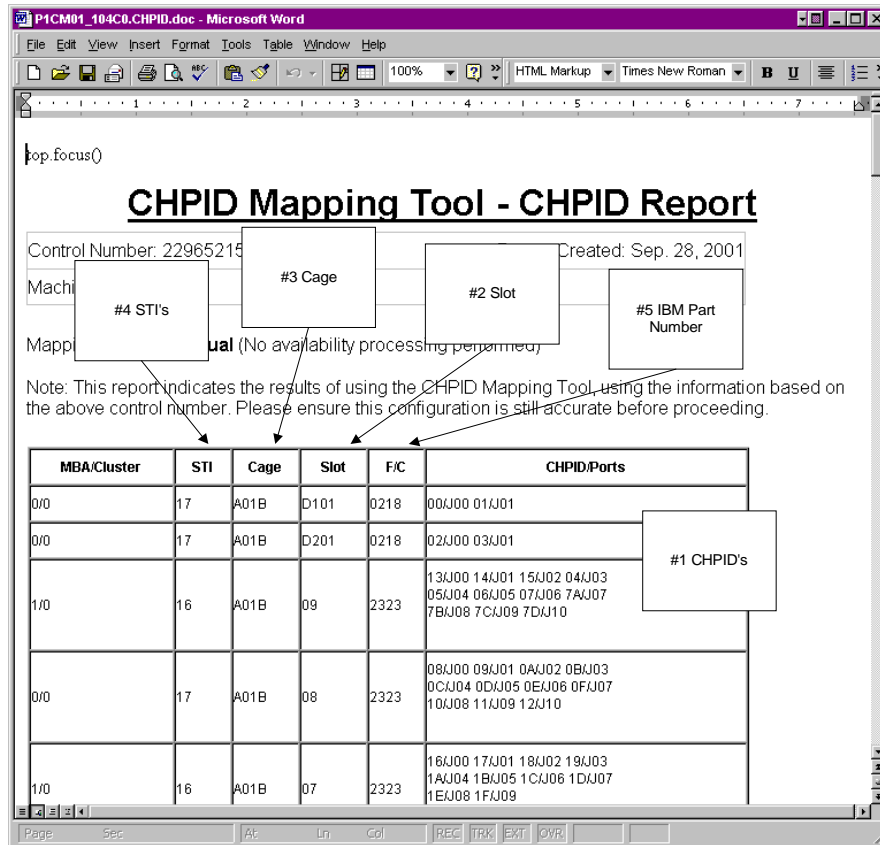 P1CM01_104C0.CHPID.doc - Microsoft Word
File Edit View Insert Format Tools Table Window Help
100% HTML Markup Times New Roman B U
1 2 3 4 5 6 7
top.focus()
CHPID Mapping Tool - CHPID Report
Control Number: 22965215 Created: Sep. 28, 2001
Machi
#4 STI's
#3 Cage
#2 Slot
#5 IBM Part
Number
Mappi ual (No availability processing performed)
Note: This report indicates the results of using the CHPID Mapping Tool, using the information based on
the above control number. Please ensure this configuration is still accurate before proceeding.
MBA/Cluster STI Cage Slot F/C CHPID/Ports
0/0 17 A01B D101 0218 00/J00 01/J01
0/0 17 A01B D201 0218 02/J00 03/J01
#1 CHPID's
1/0 16 A01B 09 2323 13/J00 14/J01 15/J02 04/J03
05/J04 06/J05 07/J06 7A/J07
7B/J08 7C/J09 7D/J10
0/0 17 A01B 08 2323 08/J00 09/J01 0A/J02 0B/J03
0C/J04 0D/J05 0E/J06 0F/J07
10/J08 11/J09 12/J10
1/0 16 A01B 07 2323 16/J00 17/J01 18/J02 19/J03
1A/J04 1B/J05 1C/J06 1D/J07
1E/J08 1F/J09
Page Sec At Ln Col REC TRK EXT OVR